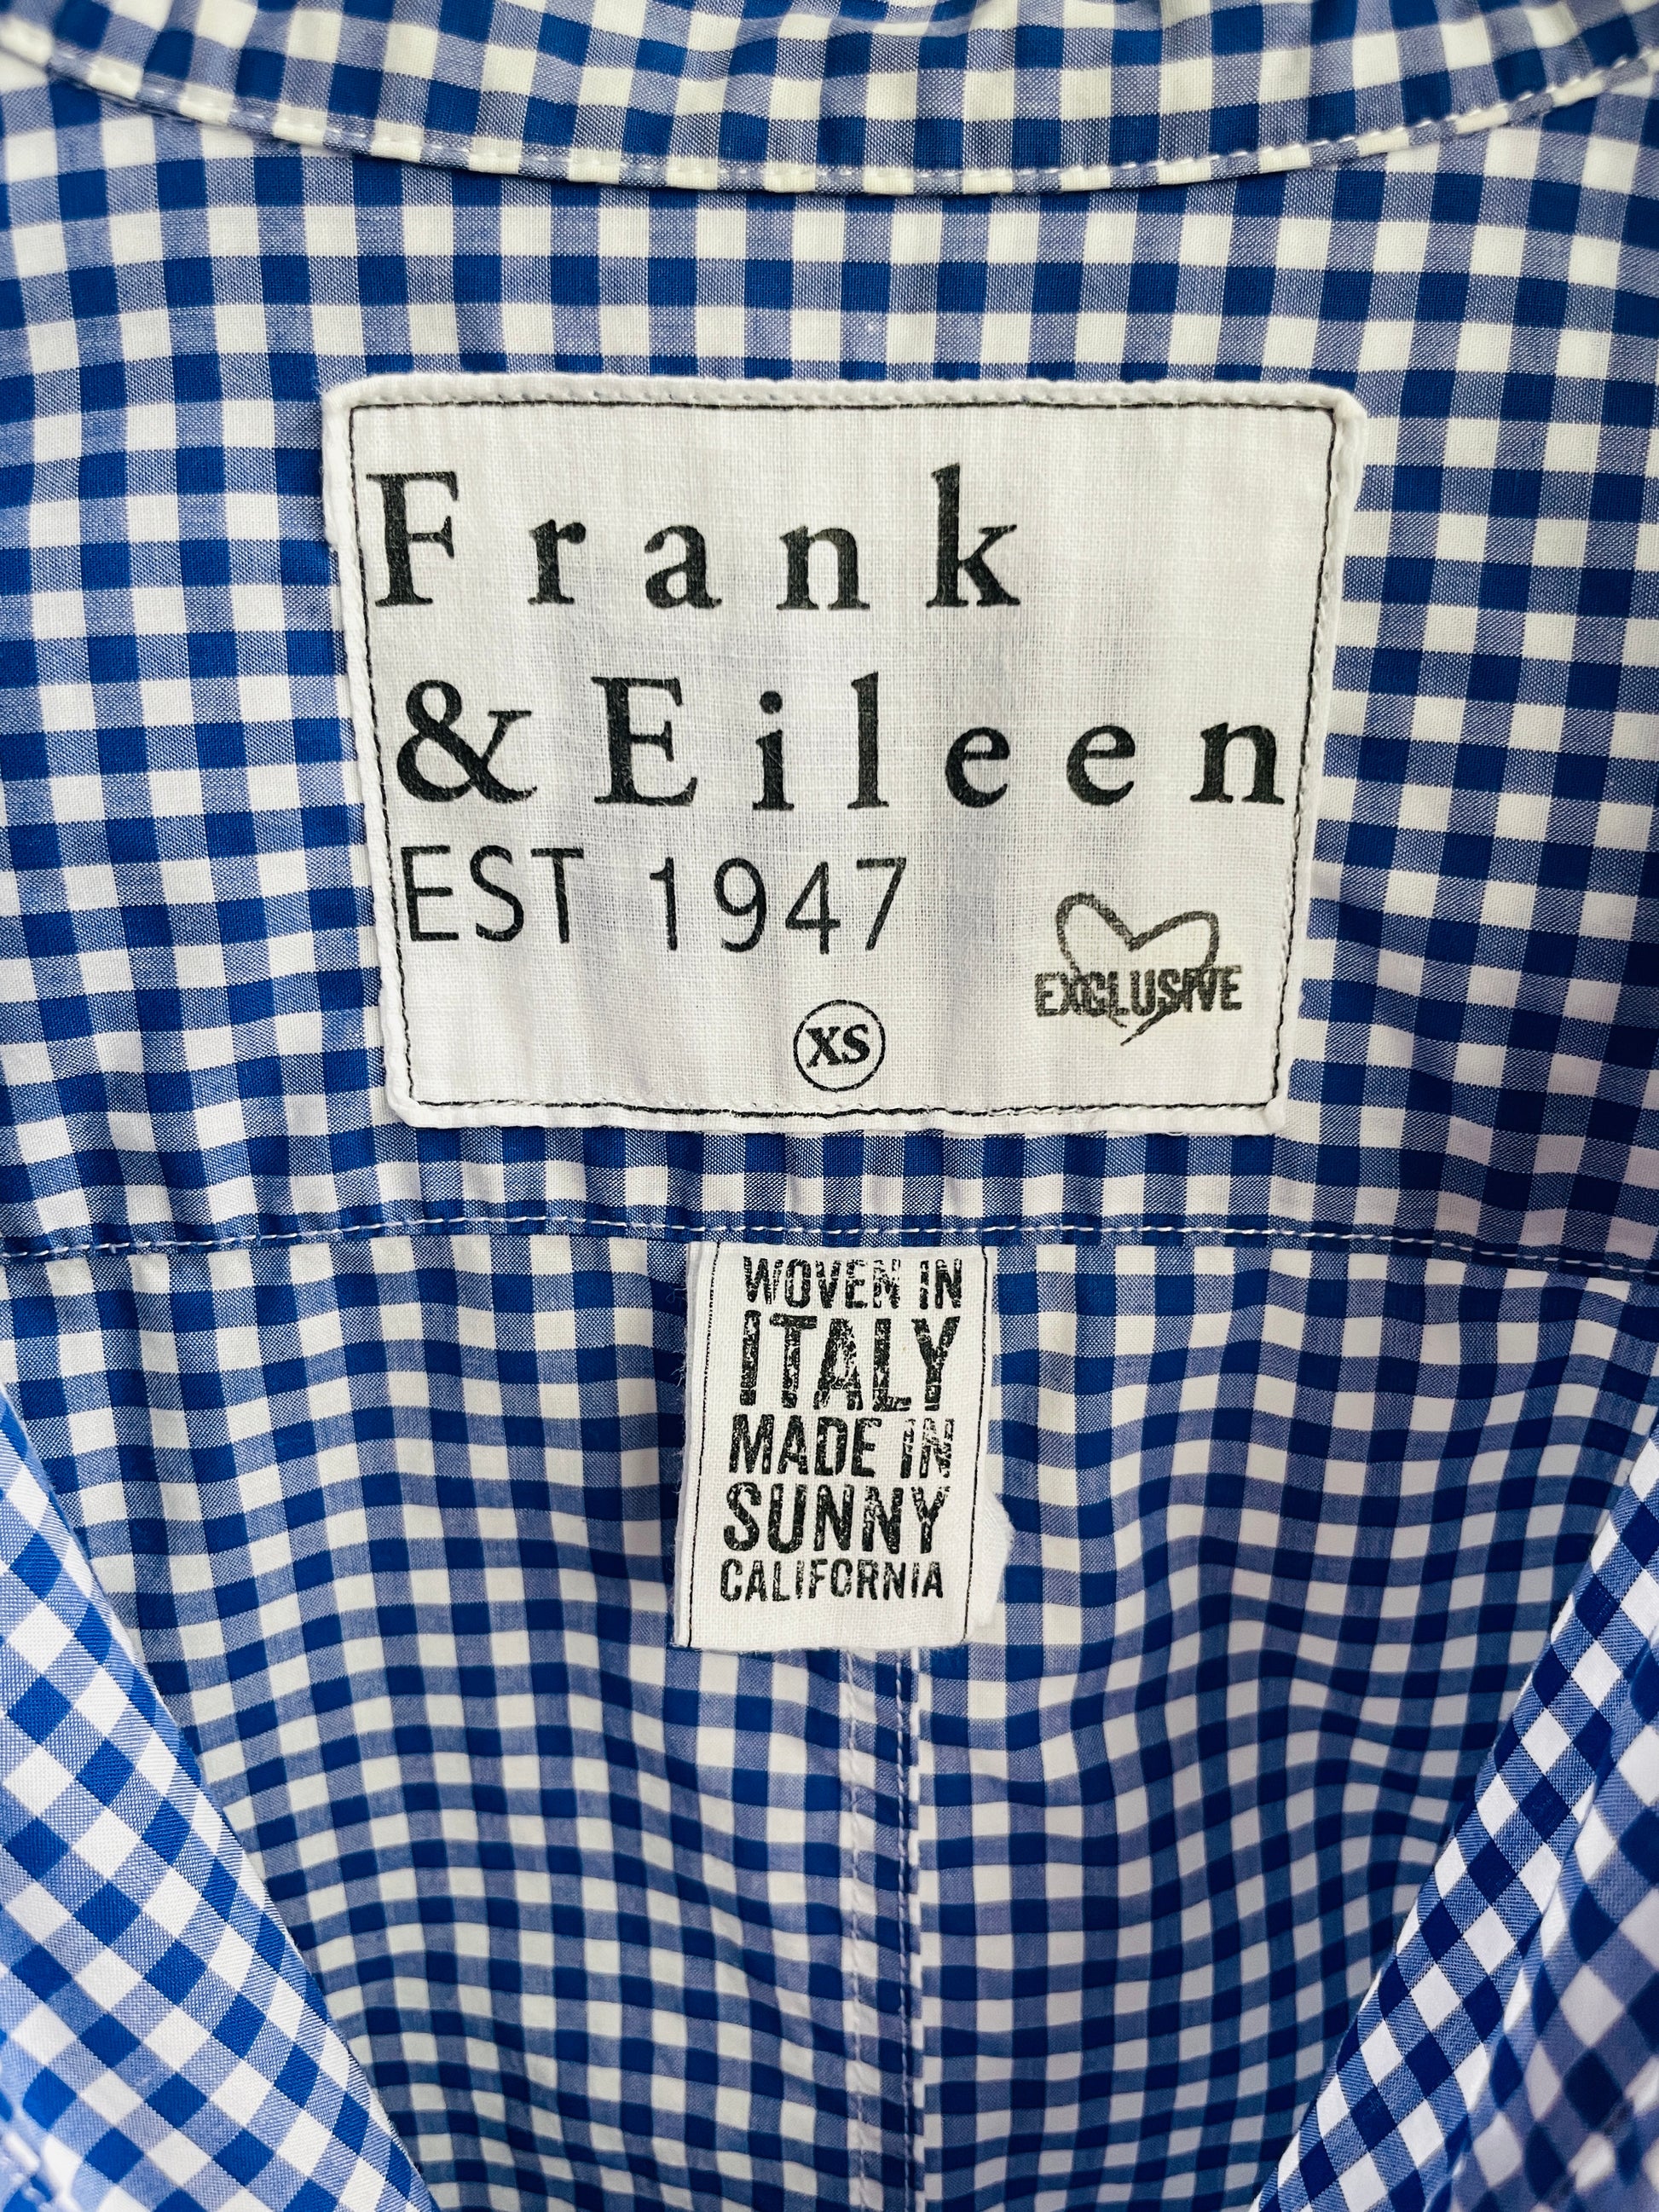 Frank
& Eileen
EST 1947
EXCLUSIVE
XS
WOVEN IN
ITALY
MADE IN
SUNNY
CALIFORNIA